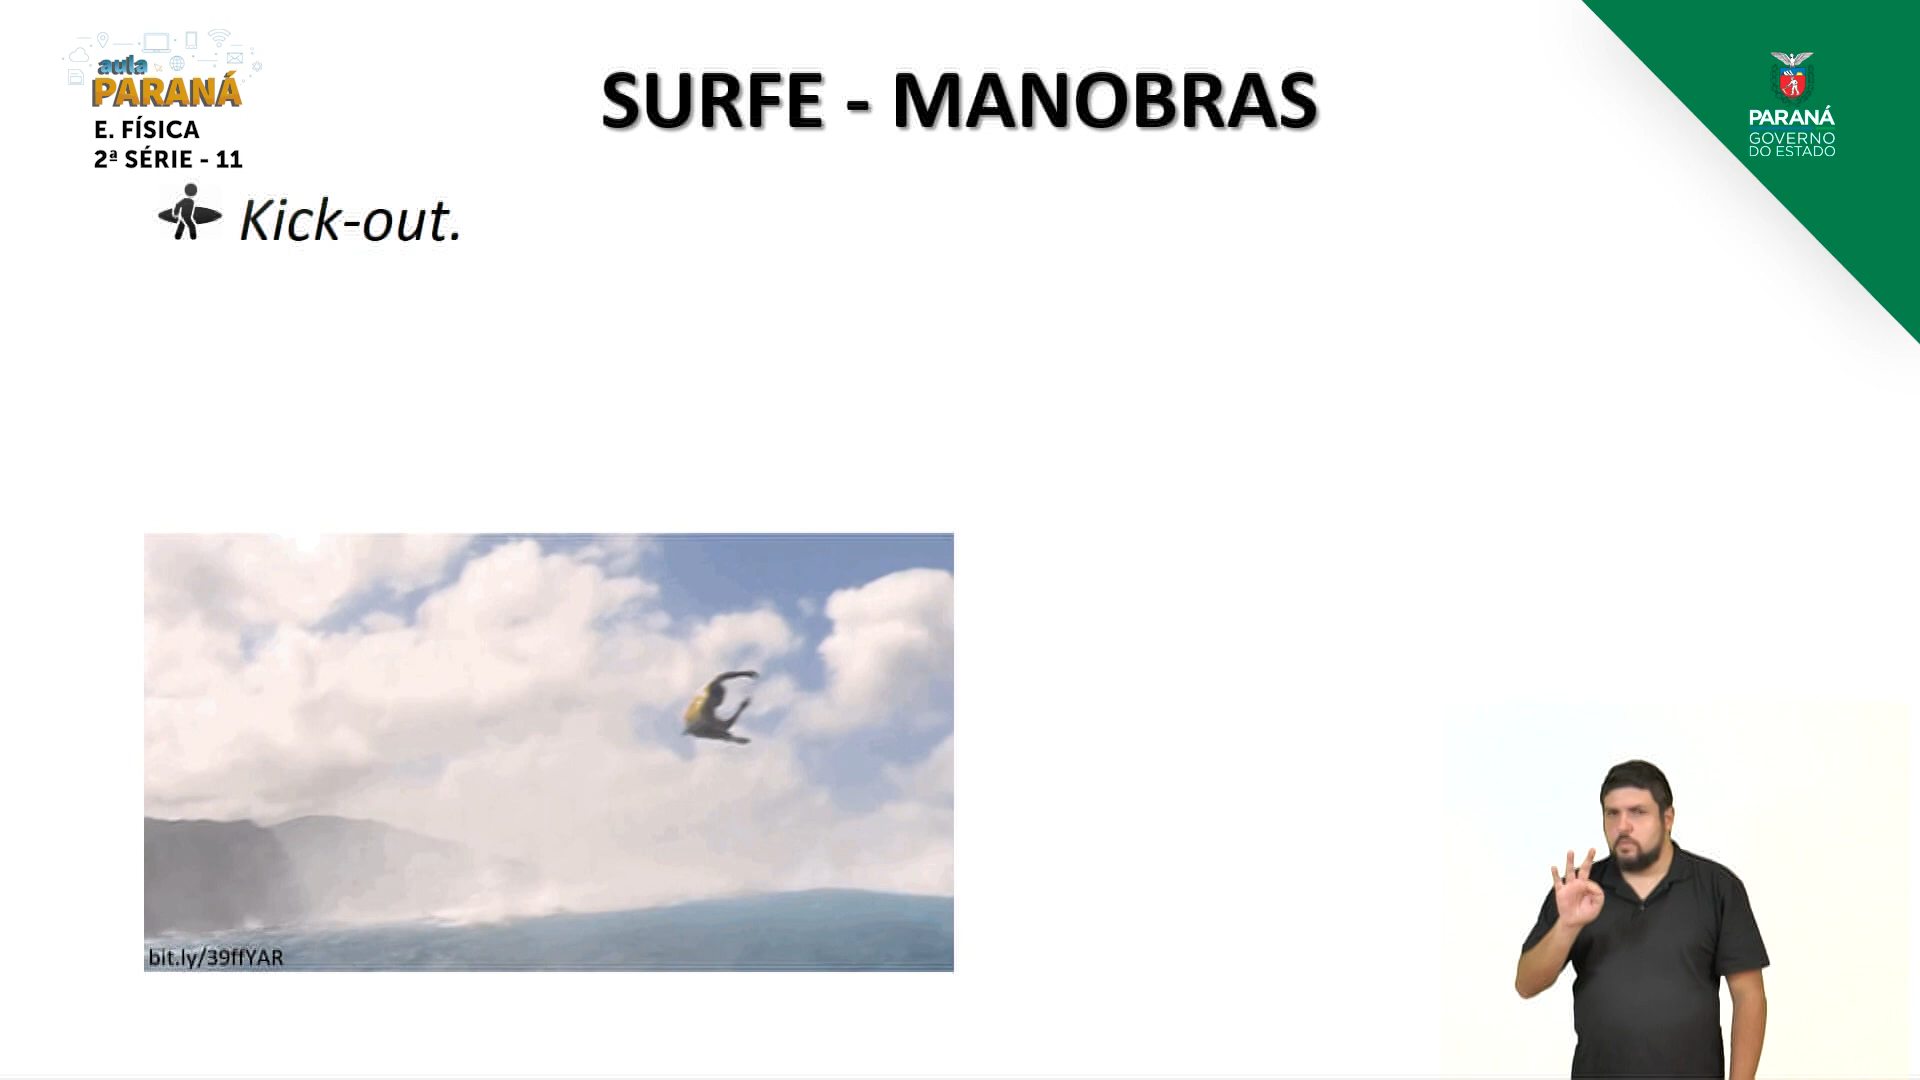 aula
PARANÁ
E. FÍSICA
2ª SÉRIE - 11
SURFE - MANOBRAS
PARANÁ
GOVERNO
DO ESTADO
Kick-out.
bit.ly/39ffYAR